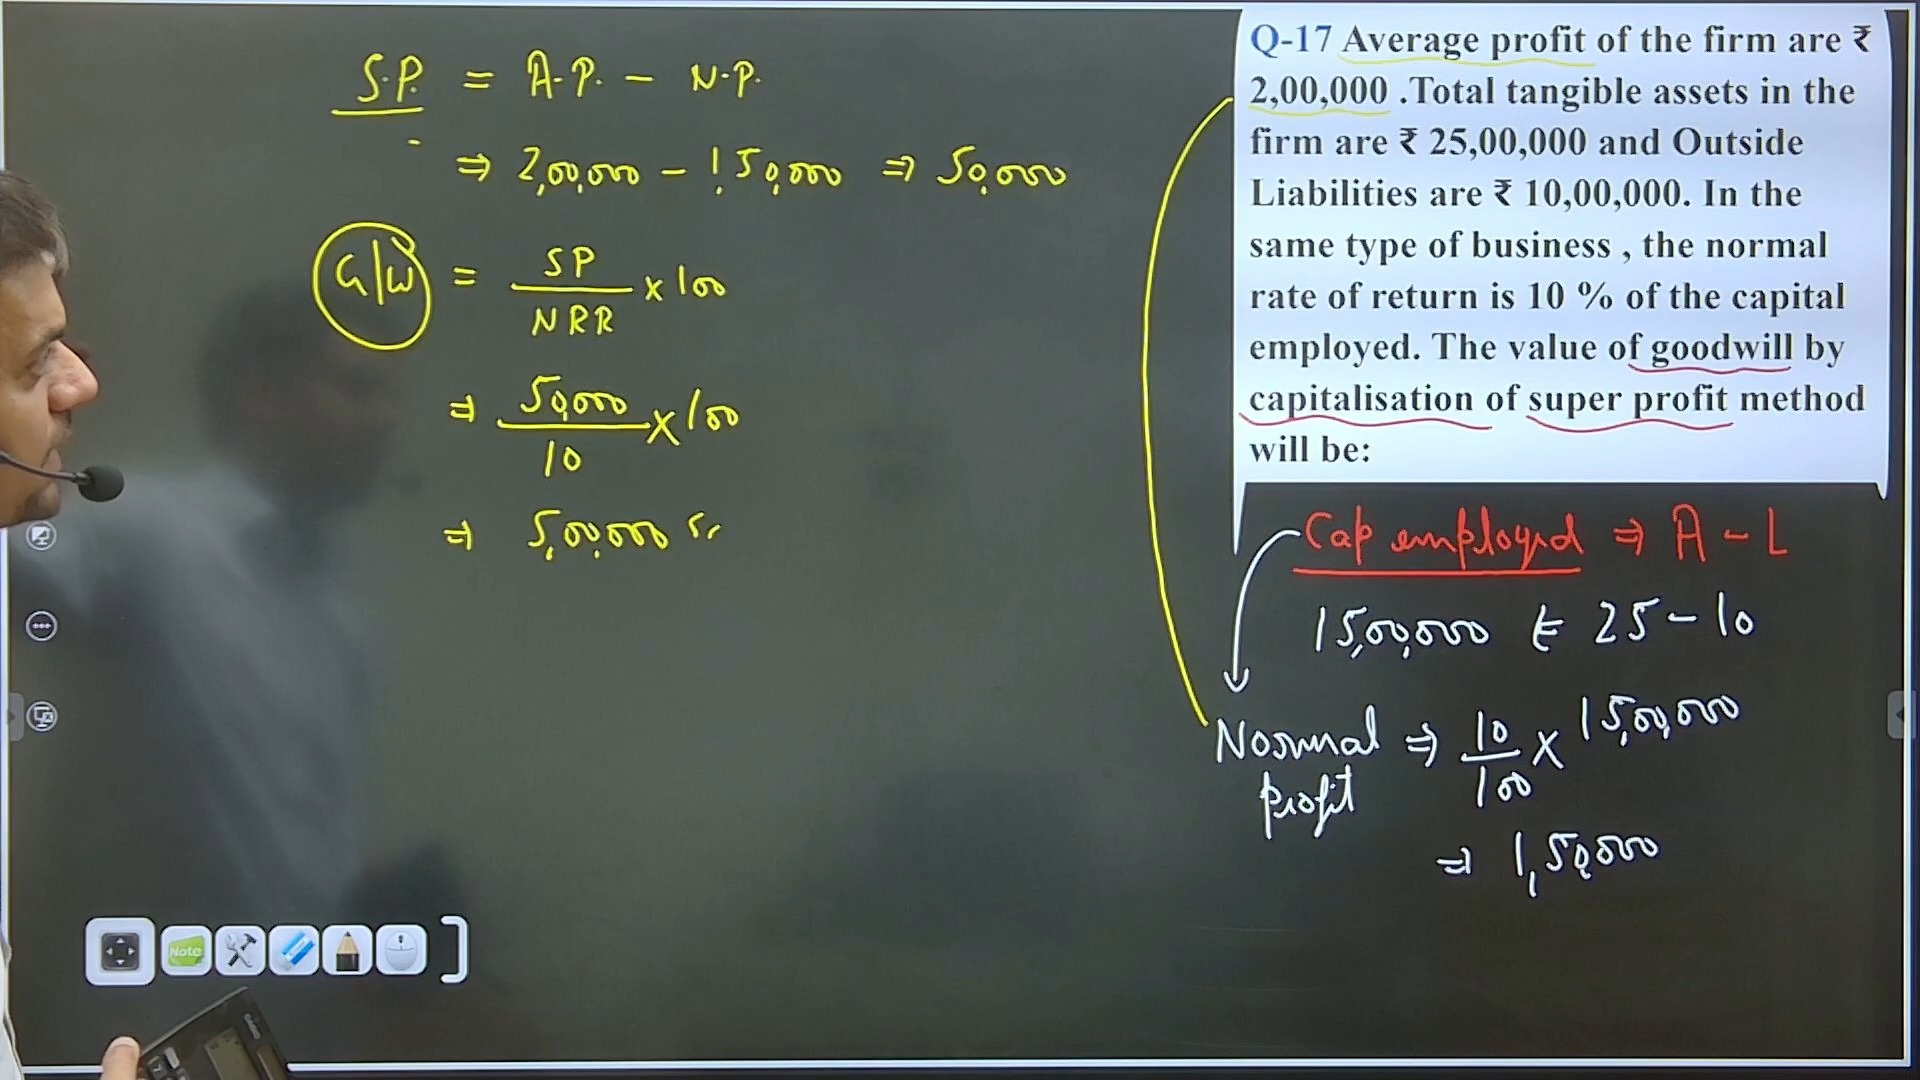 S.P. = A.P. - N.P.
⇒ 2,00,000 - 1,50,000 ⇒ 50,000
G/W = SP/NRR × 100
⇒ 50,000/10 × 100
⇒ 5,00,000
Q-17 Average profit of the firm are ₹
2,00,000 .Total tangible assets in the
firm are ₹ 25,00,000 and Outside
Liabilities are ₹ 10,00,000. In the
same type of business , the normal
rate of return is 10 % of the capital
employed. The value of goodwill by
capitalisation of super profit method
will be:
Cap employed ⇒ A - L
15,00,000 ⇐ 25 - 10
Normal profit ⇒ 10/100 × 15,00,000
⇒ 1,50,000
Note